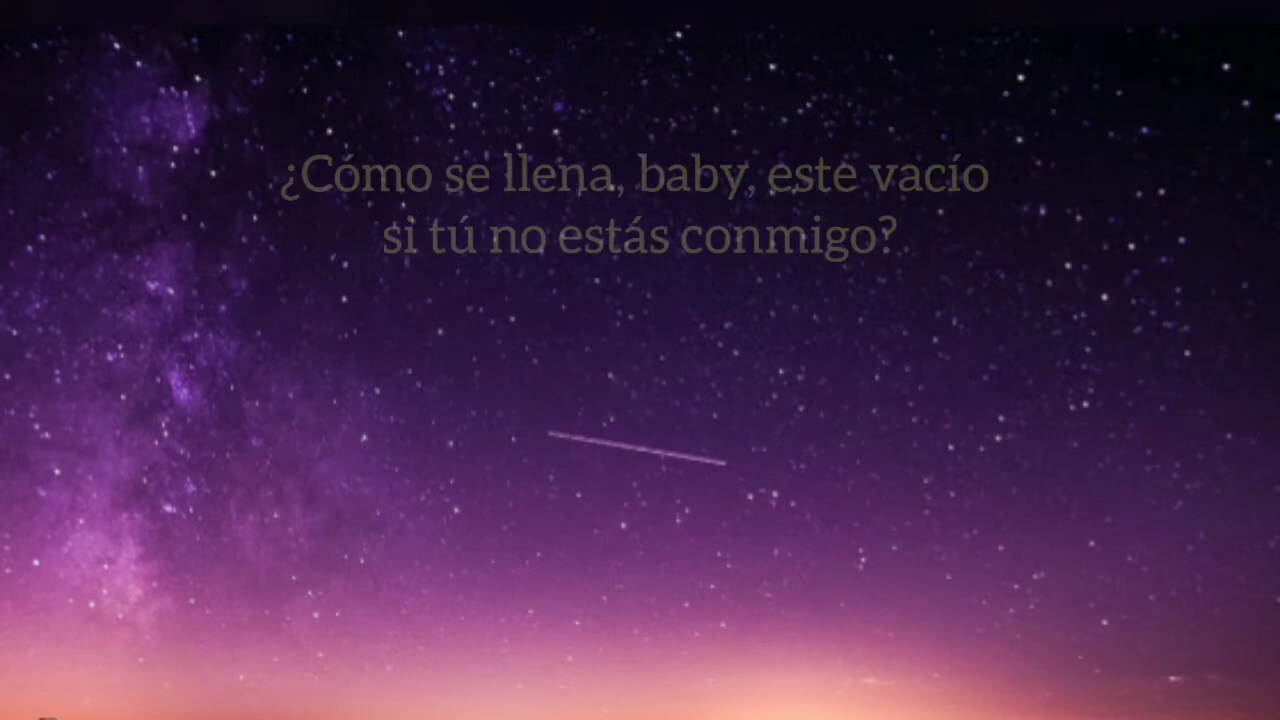 ¿Cómo se llena, baby, este vacío
si tú no estás conmigo?